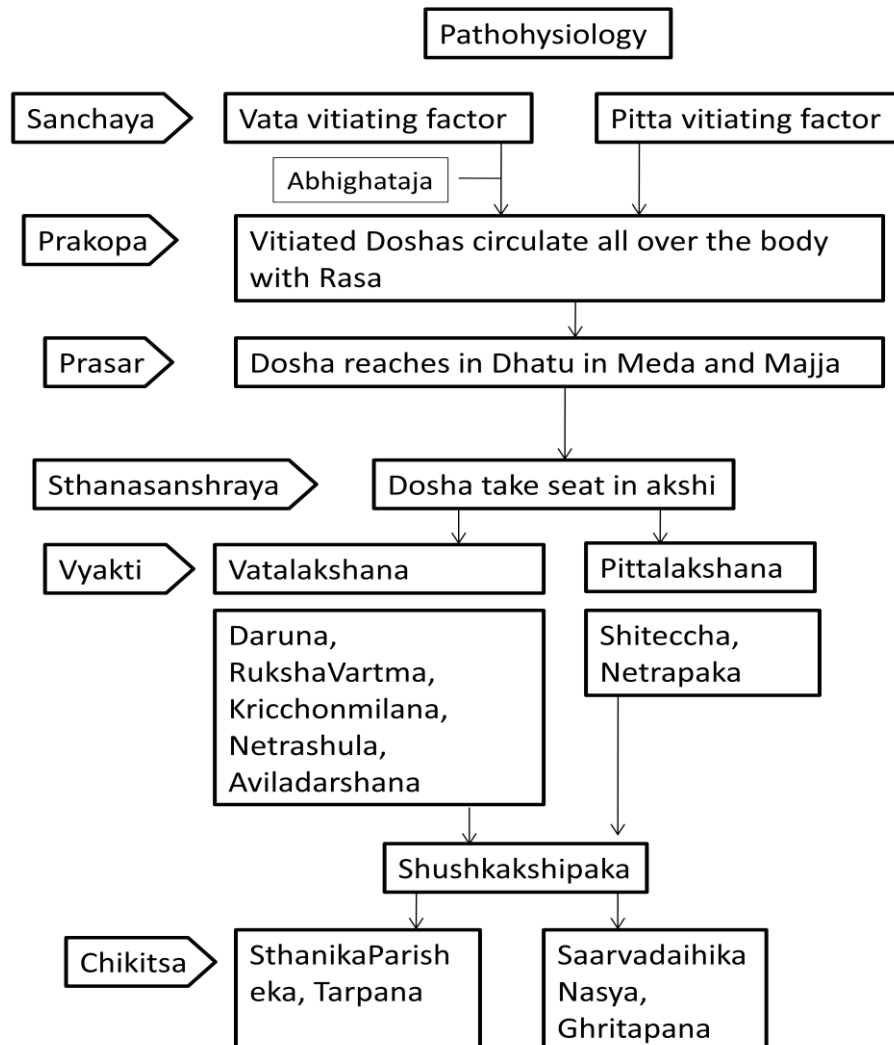 Pathohysiology
Sanchaya
Vata vitiating factor
Pitta vitiating factor
Abhighataja
Prakopa
Vitiated Doshas circulate all over the body
with Rasa
Prasar
Dosha reaches in Dhatu in Meda and Majja
Sthanasanshraya
Dosha take seat in akshi
Vyakti
Vatalakshana
Pittalakshana
Daruna,
RukshaVartma,
Kricchonmilana,
Netrashula,
Aviladarshana
Shiteccha,
Netrapaka
Shushkakshipaka
Chikitsa
SthanikaParish
eka, Tarpana
Saarvadaihika
Nasya,
Ghritapana